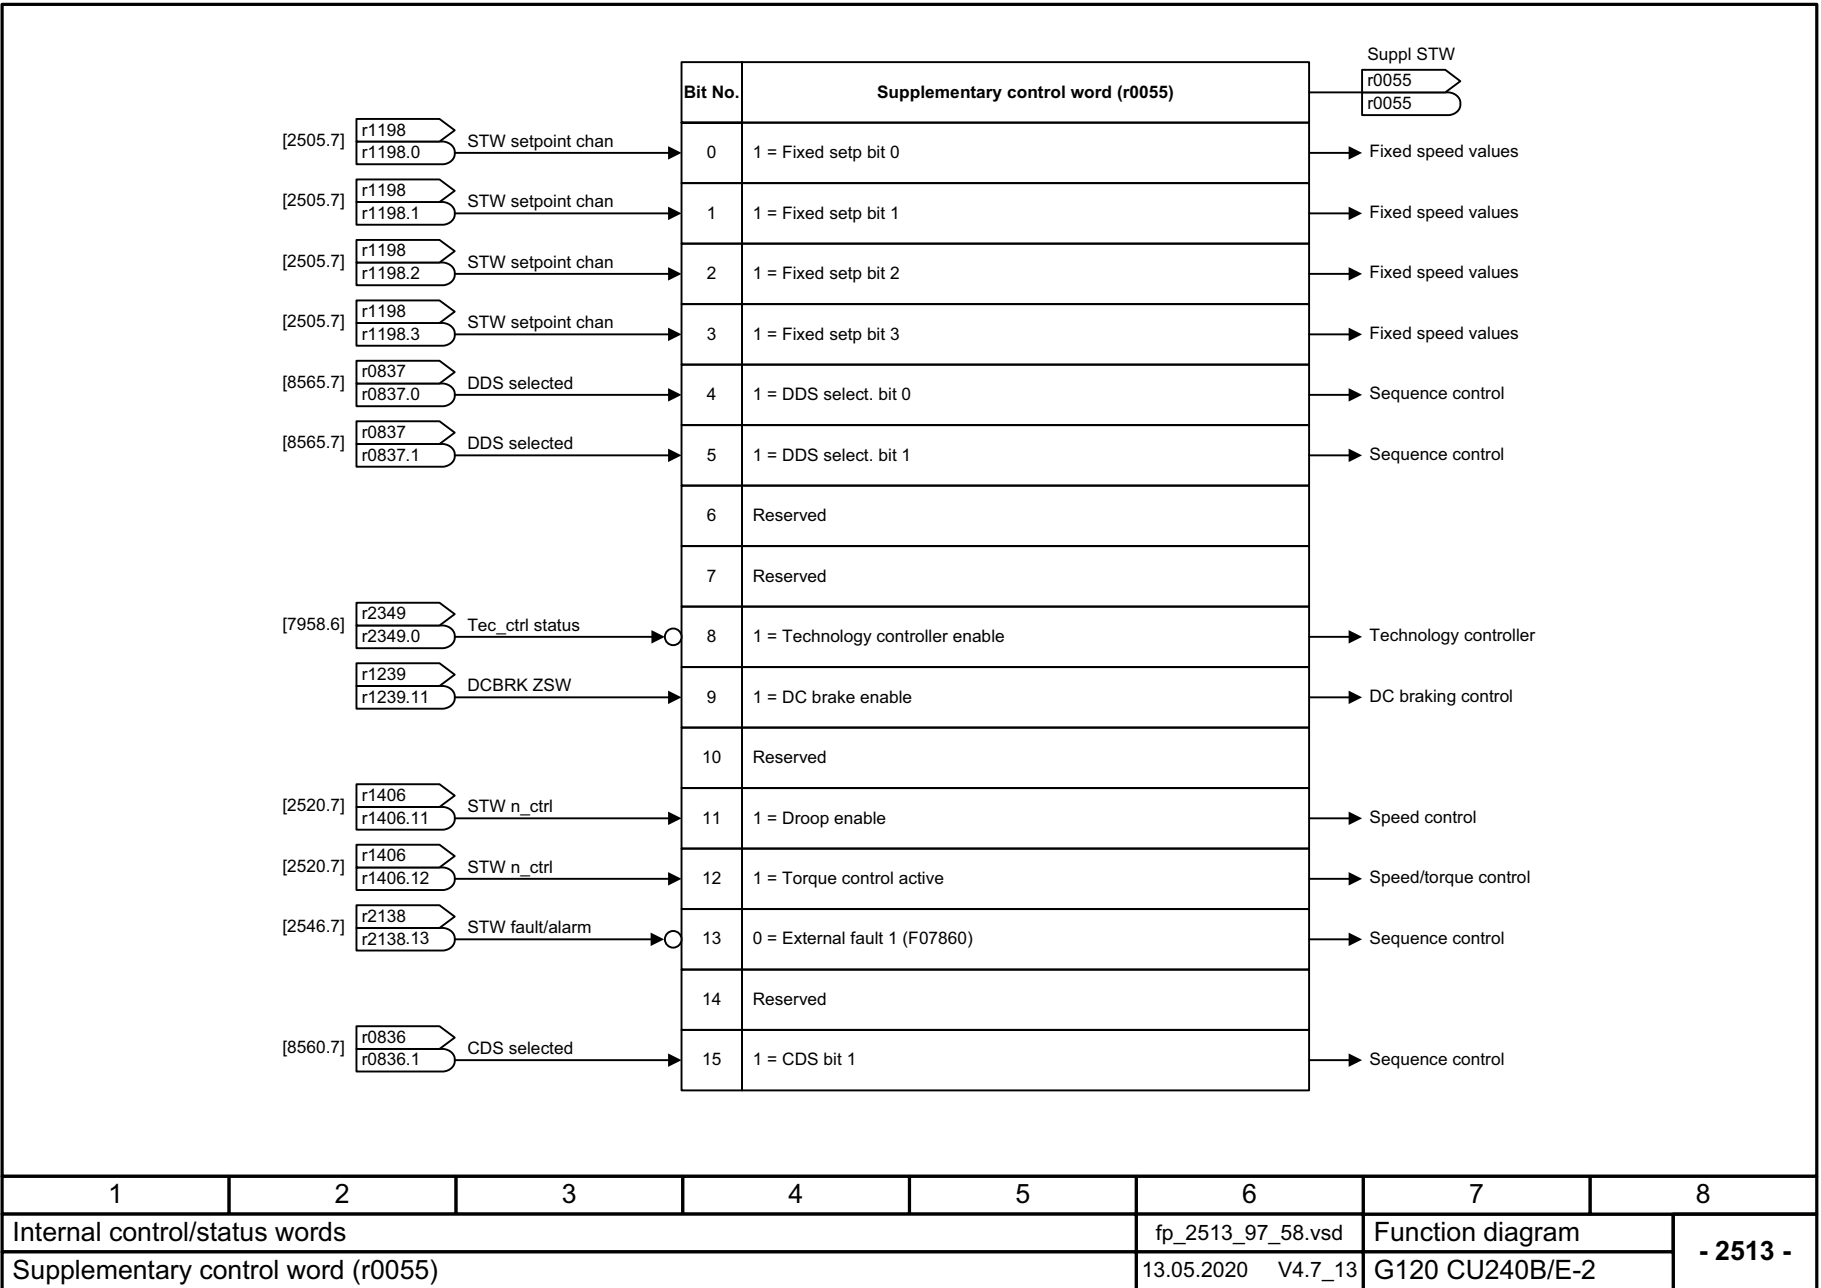 Suppl STW
Bit No. Supplementary control word (r0055) r0055
r0055
[2505.7] r1198 STW setpoint chan
r1198.0 0 1 = Fixed setp bit 0 Fixed speed values
[2505.7] r1198 STW setpoint chan
r1198.1 1 1 = Fixed setp bit 1 Fixed speed values
[2505.7] r1198 STW setpoint chan
r1198.2 2 1 = Fixed setp bit 2 Fixed speed values
[2505.7] r1198 STW setpoint chan
r1198.3 3 1 = Fixed setp bit 3 Fixed speed values
[8565.7] r0837 DDS selected
r0837.0 4 1 = DDS select. bit 0 Sequence control
[8565.7] r0837 DDS selected
r0837.1 5 1 = DDS select. bit 1 Sequence control
6 Reserved
7 Reserved
[7958.6] r2349 Tec_ctrl status
r2349.0 8 1 = Technology controller enable Technology controller
r1239 DCBRK ZSW
r1239.11 9 1 = DC brake enable DC braking control
10 Reserved
[2520.7] r1406 STW n_ctrl
r1406.11 11 1 = Droop enable Speed control
[2520.7] r1406 STW n_ctrl
r1406.12 12 1 = Torque control active Speed/torque control
[2546.7] r2138 STW fault/alarm
r2138.13 13 0 = External fault 1 (F07860) Sequence control
14 Reserved
[8560.7] r0836 CDS selected
r0836.1 15 1 = CDS bit 1 Sequence control
1 2 3 4 5 6 7 8
Internal control/status words fp_2513_97_58.vsd Function diagram - 2513 -
Supplementary control word (r0055) 13.05.2020 V4.7_13 G120 CU240B/E-2